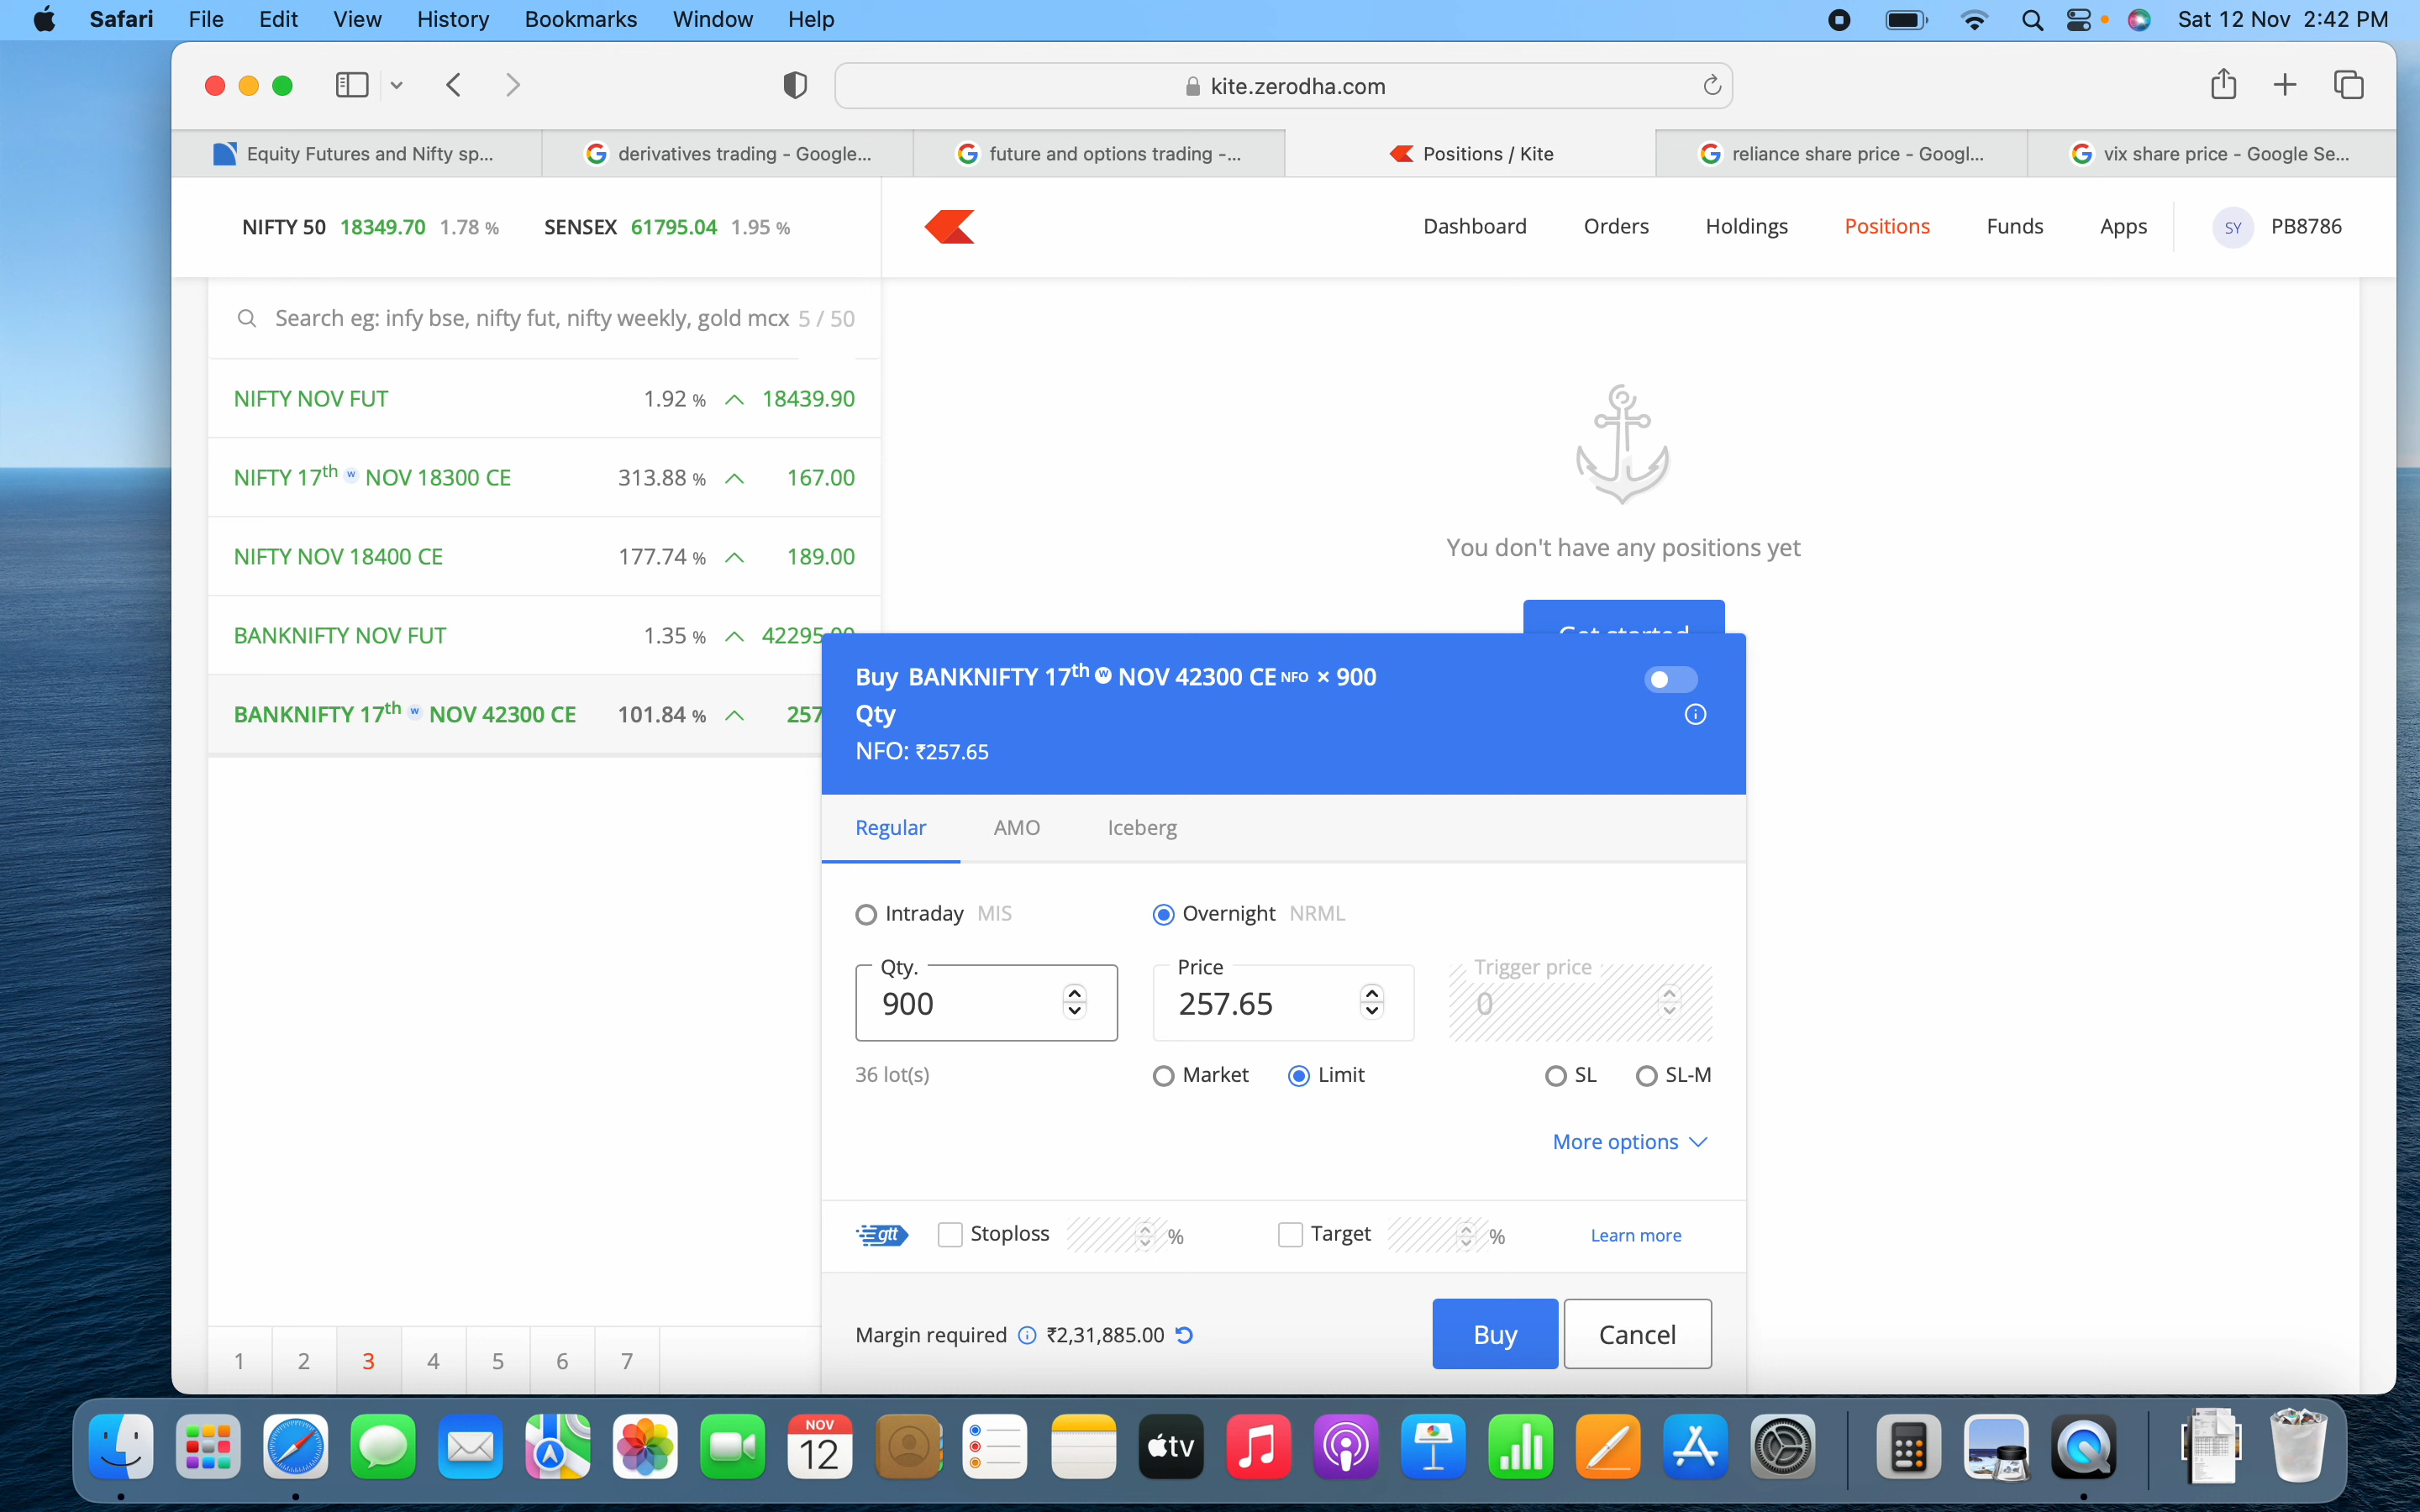 Safari File Edit View History Bookmarks Window Help Sat 12 Nov 2:42 PM
kite.zerodha.com
Equity Futures and Nifty sp... derivatives trading - Google... future and options trading -... Positions / Kite reliance share price - Googl... vix share price - Google Se...
NIFTY 50 18349.70 1.78 % SENSEX 61795.04 1.95 % Dashboard Orders Holdings Positions Funds Apps SY PB8786
Search eg: infy bse, nifty fut, nifty weekly, gold mcx 5 / 50
NIFTY NOV FUT 1.92 % 18439.90
NIFTY 17th w NOV 18300 CE 313.88 % 167.00
NIFTY NOV 18400 CE 177.74 % 189.00
BANKNIFTY NOV FUT 1.35 % 42295
BANKNIFTY 17th w NOV 42300 CE 101.84 % 257
You don't have any positions yet
Get started
Buy BANKNIFTY 17th w NOV 42300 CE NFO × 900
Qty
NFO: ₹257.65
Regular AMO Iceberg
Intraday MIS Overnight NRML
Qty. Price Trigger price
900 257.65 0
36 lot(s) Market Limit SL SL-M
More options
gtt Stoploss % Target % Learn more
Margin required ₹2,31,885.00 Buy Cancel
1 2 3 4 5 6 7
NOV
12
tv